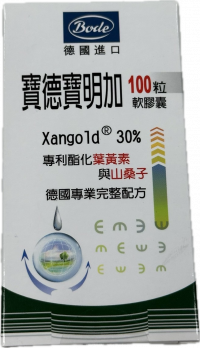 Bode
德國進口
寶德寶明加100粒
軟膠囊
Xangold® 30%
專利酯化葉黃素
與山桑子
德國專業完整配方
E m Ǝ
E m Ǝ w
E m E w Ǝ